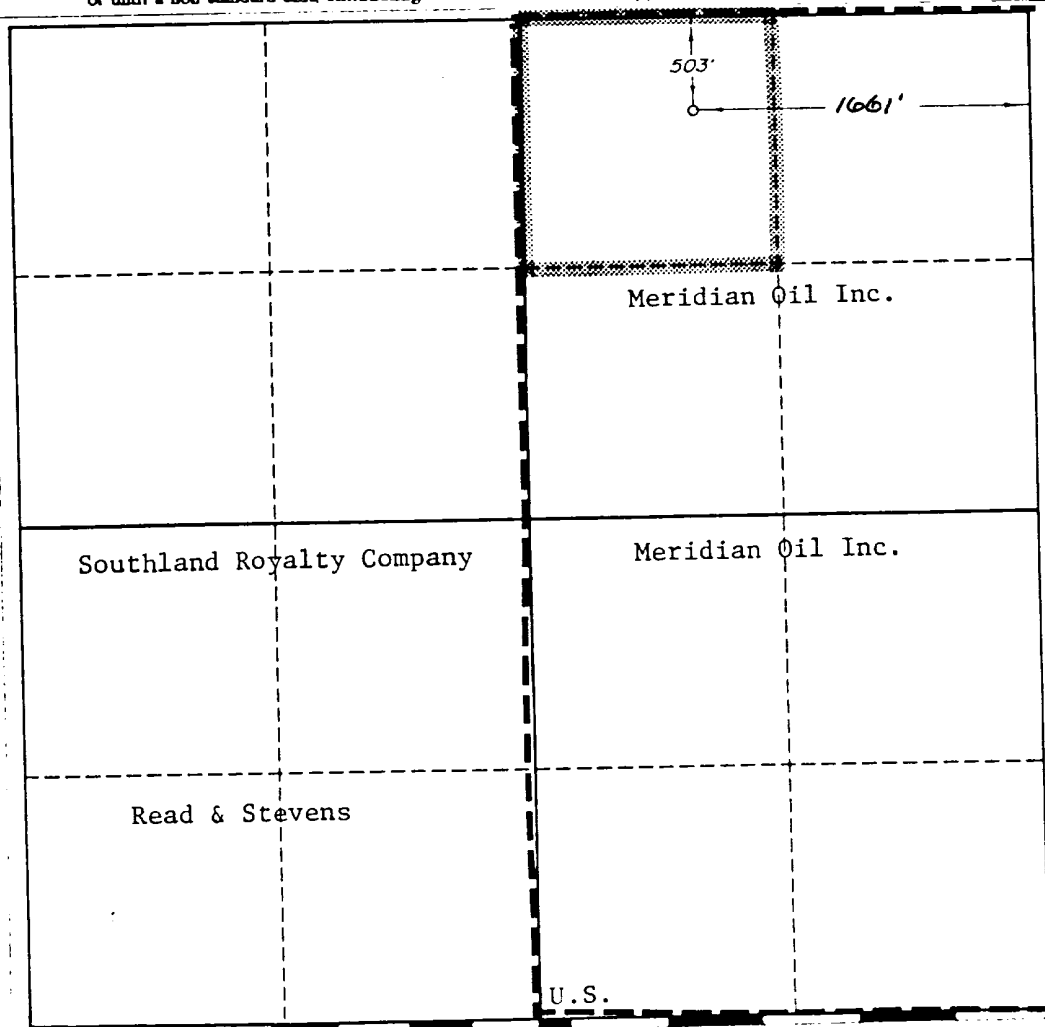 503'
1661'
Meridian Oil Inc.
Southland Royalty Company
Meridian Oil Inc.
Read & Stevens
U.S.